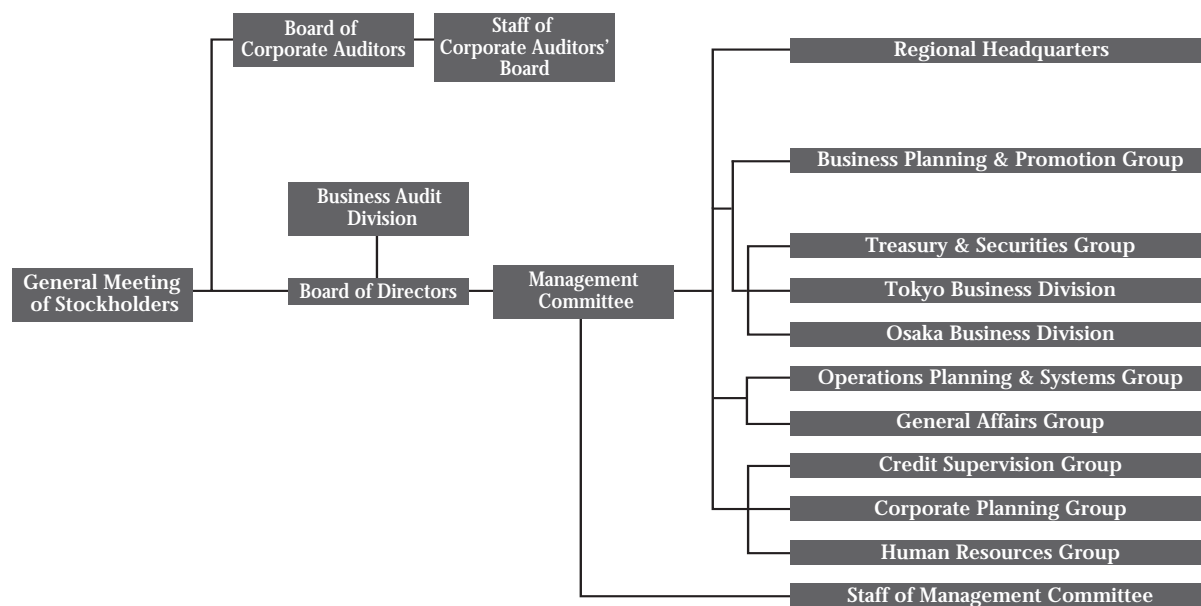 Board of
Corporate Auditors
Staff of
Corporate Auditors'
Board
Business Audit
Division
General Meeting
of Stockholders
Board of Directors
Management
Committee
Regional Headquarters
Business Planning & Promotion Group
Treasury & Securities Group
Tokyo Business Division
Osaka Business Division
Operations Planning & Systems Group
General Affairs Group
Credit Supervision Group
Corporate Planning Group
Human Resources Group
Staff of Management Committee